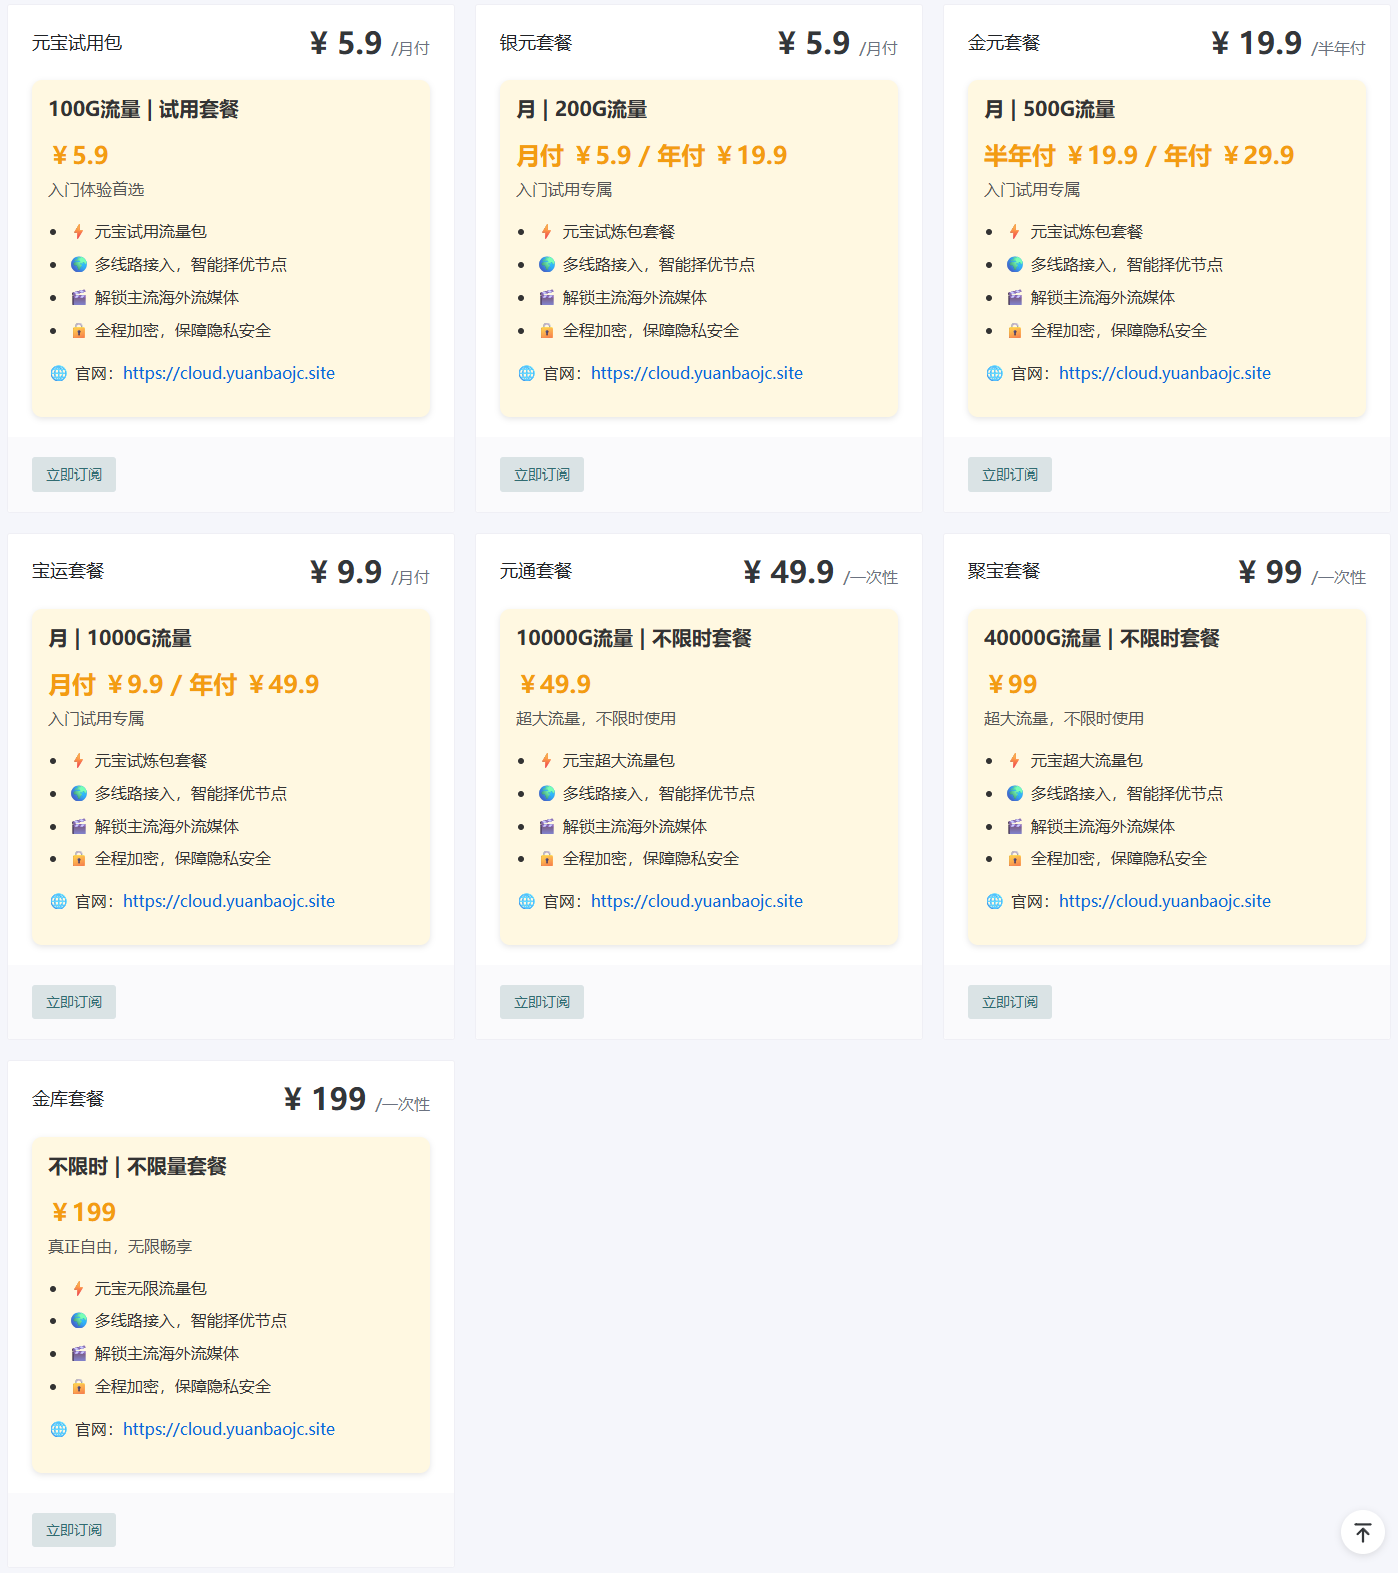 元宝试用包
¥ 5.9 /月付
100G流量 | 试用套餐
￥5.9
入门体验首选
元宝试用流量包
多线路接入，智能择优节点
解锁主流海外流媒体
全程加密，保障隐私安全
官网：https://cloud.yuanbaojc.site
立即订阅
银元套餐
¥ 5.9 /月付
月 | 200G流量
月付 ￥5.9 / 年付 ￥19.9
入门试用专属
元宝试炼包套餐
多线路接入，智能择优节点
解锁主流海外流媒体
全程加密，保障隐私安全
官网：https://cloud.yuanbaojc.site
立即订阅
金元套餐
¥ 19.9 /半年付
月 | 500G流量
半年付 ￥19.9 / 年付 ￥29.9
入门试用专属
元宝试炼包套餐
多线路接入，智能择优节点
解锁主流海外流媒体
全程加密，保障隐私安全
官网：https://cloud.yuanbaojc.site
立即订阅
宝运套餐
¥ 9.9 /月付
月 | 1000G流量
月付 ￥9.9 / 年付 ￥49.9
入门试用专属
元宝试炼包套餐
多线路接入，智能择优节点
解锁主流海外流媒体
全程加密，保障隐私安全
官网：https://cloud.yuanbaojc.site
立即订阅
元通套餐
¥ 49.9 /一次性
10000G流量 | 不限时套餐
￥49.9
超大流量，不限时使用
元宝超大流量包
多线路接入，智能择优节点
解锁主流海外流媒体
全程加密，保障隐私安全
官网：https://cloud.yuanbaojc.site
立即订阅
聚宝套餐
¥ 99 /一次性
40000G流量 | 不限时套餐
￥99
超大流量，不限时使用
元宝超大流量包
多线路接入，智能择优节点
解锁主流海外流媒体
全程加密，保障隐私安全
官网：https://cloud.yuanbaojc.site
立即订阅
金库套餐
¥ 199 /一次性
不限时 | 不限量套餐
￥199
真正自由，无限畅享
元宝无限流量包
多线路接入，智能择优节点
解锁主流海外流媒体
全程加密，保障隐私安全
官网：https://cloud.yuanbaojc.site
立即订阅